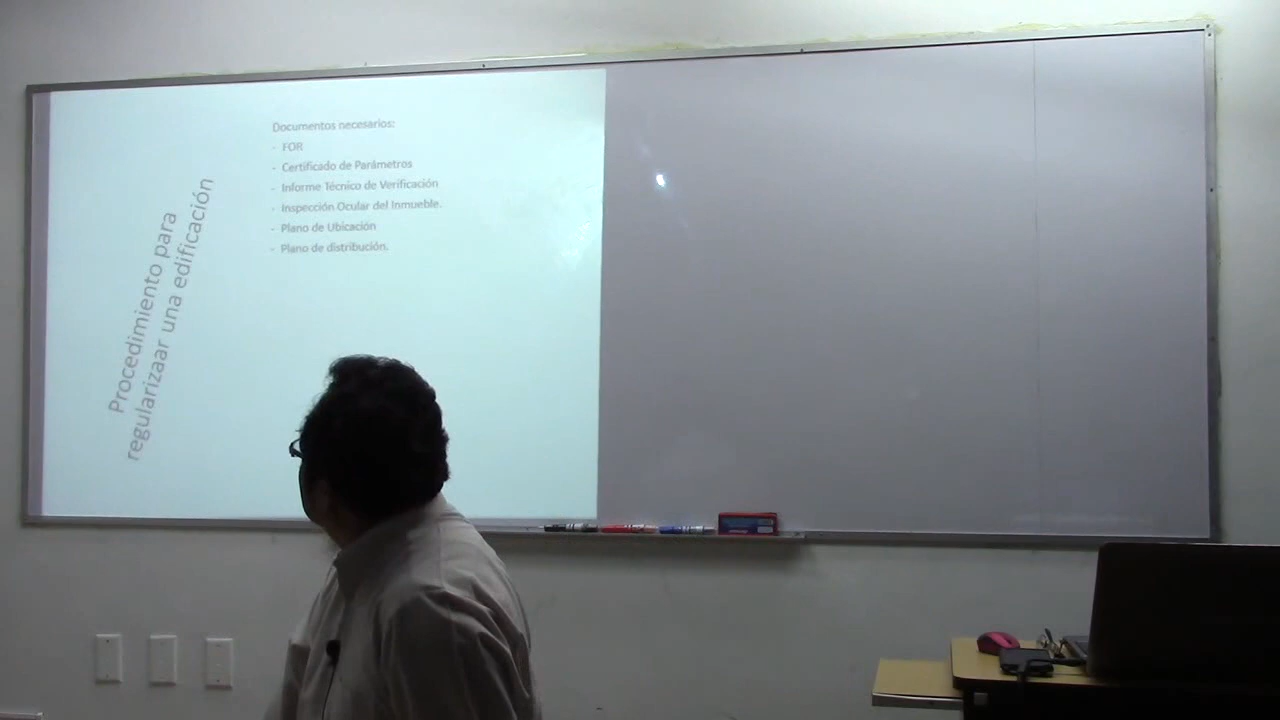 Procedimiento para
regularizaar una edificación
Documentos necesarios:
- FOR
- Certificado de Parámetros
- Informe Técnico de Verificación
- Inspección Ocular del Inmueble.
- Plano de Ubicación
- Plano de distribución.